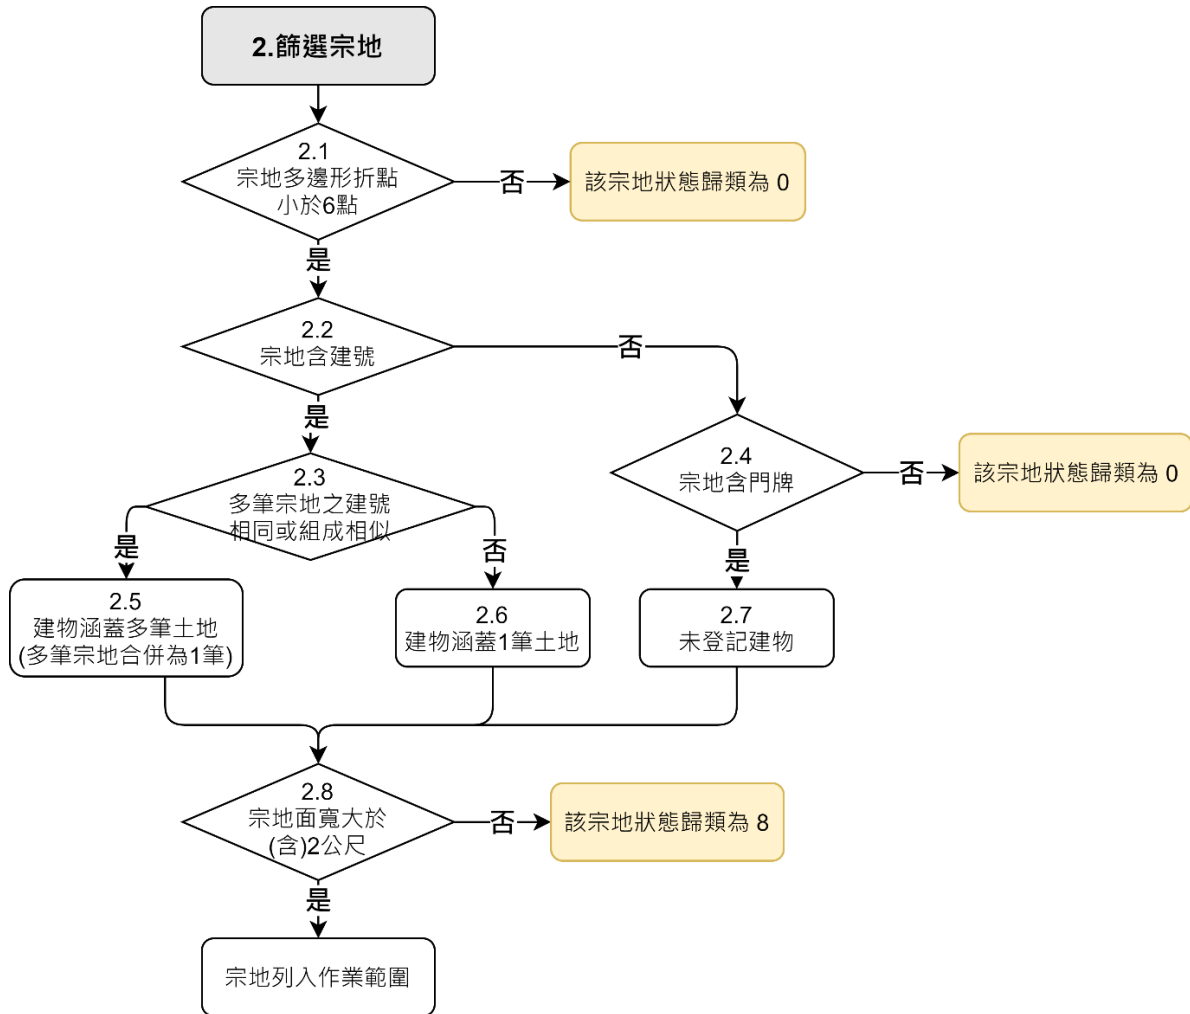 2.篩選宗地
2.1
宗地多邊形折點
小於6點
否
該宗地狀態歸類為 0
是
2.2
宗地含建號
否
是
2.3
多筆宗地之建號
相同或組成相似
2.4
宗地含門牌
否
該宗地狀態歸類為 0
是
否
是
2.5
建物涵蓋多筆土地
(多筆宗地合併為1筆)
2.6
建物涵蓋1筆土地
2.7
未登記建物
2.8
宗地面寬大於
(含)2公尺
否
該宗地狀態歸類為 8
是
宗地列入作業範圍